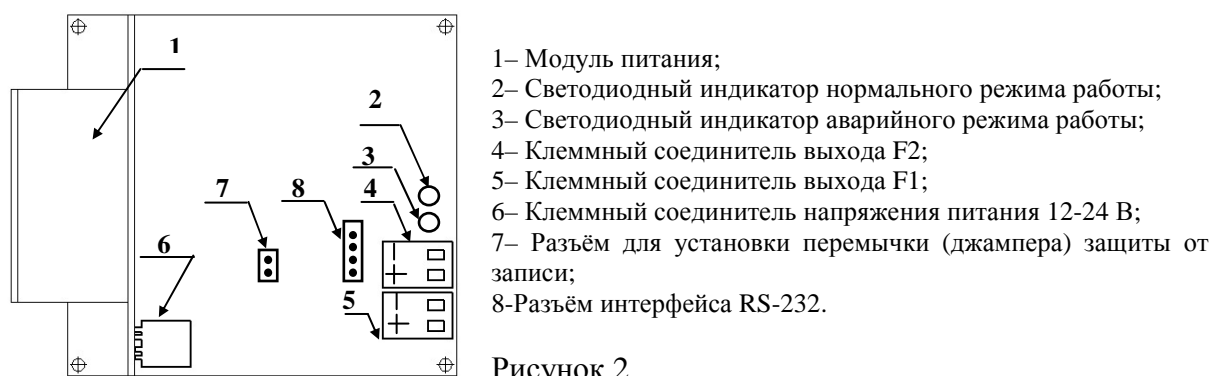 1
2
3
7
8
4
6
5
1– Модуль питания;
2– Светодиодный индикатор нормального режима работы;
3– Светодиодный индикатор аварийного режима работы;
4– Клеммный соединитель выхода F2;
5– Клеммный соединитель выхода F1;
6– Клеммный соединитель напряжения питания 12-24 В;
7– Разъём для установки перемычки (джампера) защиты от
записи;
8-Разъём интерфейса RS-232.
Рисунок 2